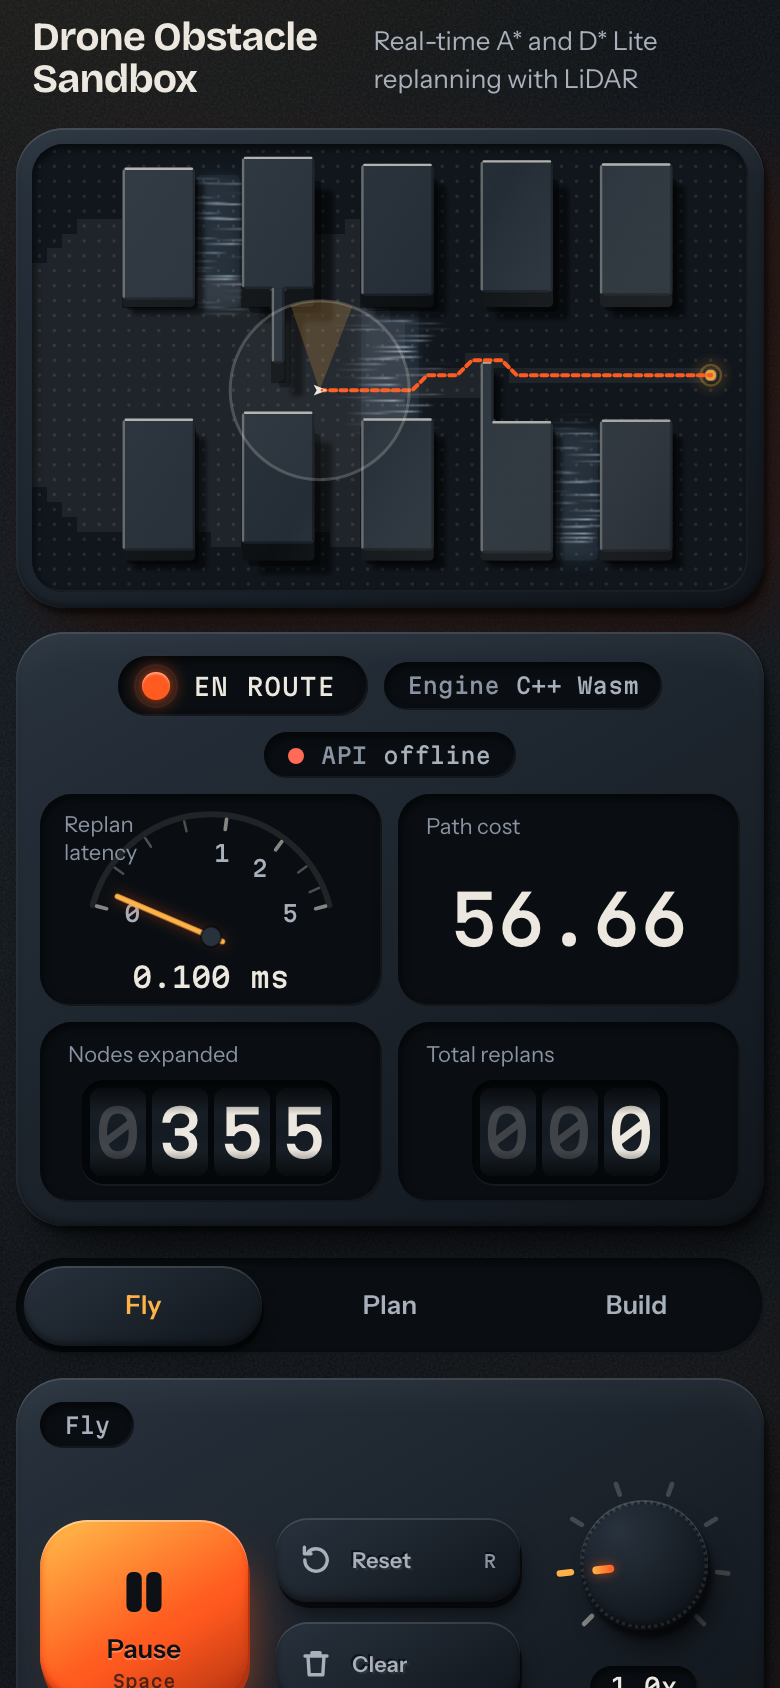 Drone Obstacle
Sandbox
Real-time A* and D* Lite
replanning with LiDAR
EN ROUTE
Engine C++ Wasm
API offline
Replan
latency
0
1
2
5
0.100 ms
Path cost
56.66
Nodes expanded
0355
Total replans
000
Fly
Plan
Build
Fly
Pause
Space
Reset R
Clear
1.0x